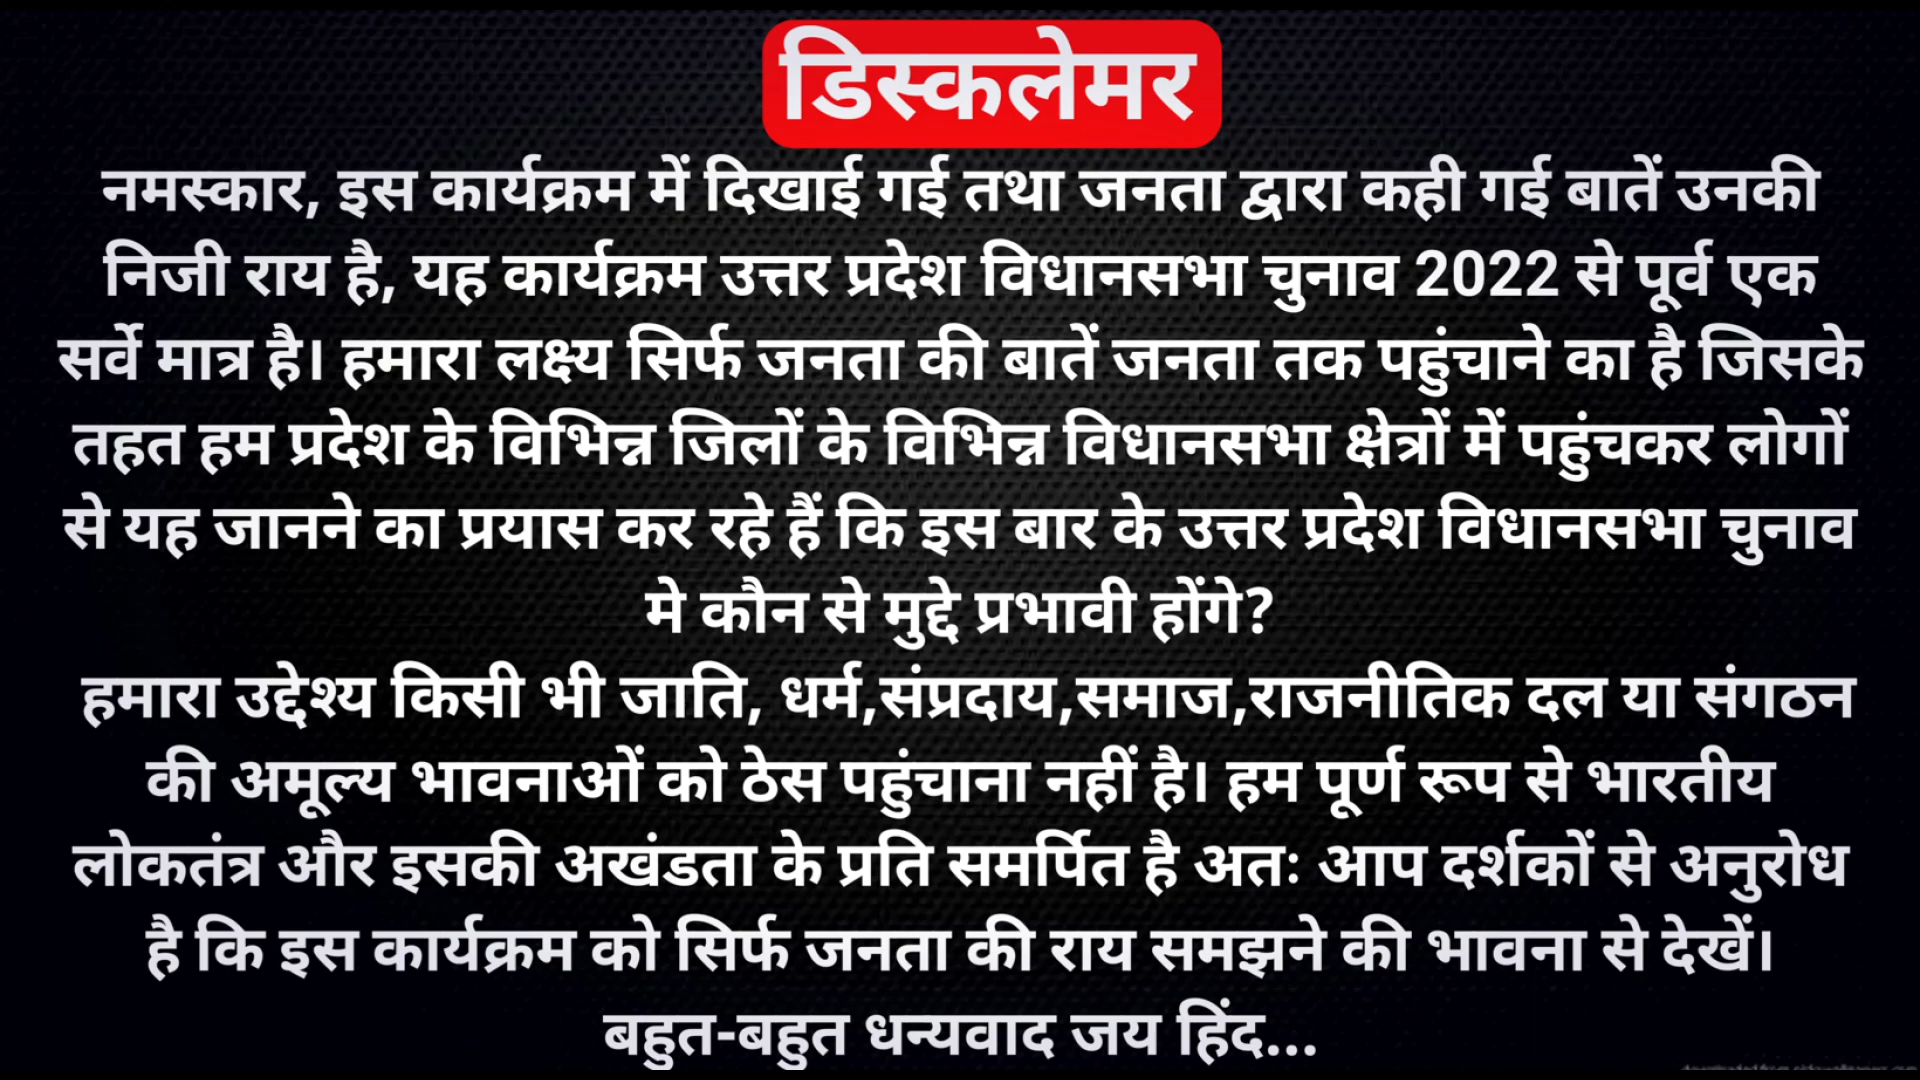 डिस्कलेमर
नमस्कार, इस कार्यक्रम में दिखाई गई तथा जनता द्वारा कही गई बातें उनकी
निजी राय है, यह कार्यक्रम उत्तर प्रदेश विधानसभा चुनाव 2022 से पूर्व एक
सर्वे मात्र है। हमारा लक्ष्य सिर्फ जनता की बातें जनता तक पहुंचाने का है जिसके
तहत हम प्रदेश के विभिन्न जिलों के विभिन्न विधानसभा क्षेत्रों में पहुंचकर लोगों
से यह जानने का प्रयास कर रहे हैं कि इस बार के उत्तर प्रदेश विधानसभा चुनाव
मे कौन से मुद्दे प्रभावी होंगे?
हमारा उद्देश्य किसी भी जाति, धर्म,संप्रदाय,समाज,राजनीतिक दल या संगठन
की अमूल्य भावनाओं को ठेस पहुंचाना नहीं है। हम पूर्ण रूप से भारतीय
लोकतंत्र और इसकी अखंडता के प्रति समर्पित है अतः आप दर्शकों से अनुरोध
है कि इस कार्यक्रम को सिर्फ जनता की राय समझने की भावना से देखें।
बहुत-बहुत धन्यवाद जय हिंद...